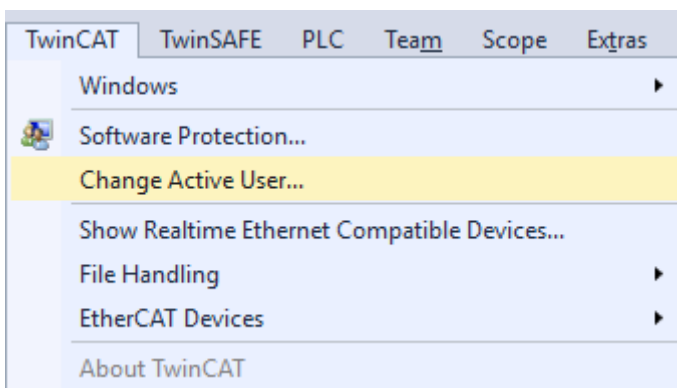 TwinCAT TwinSAFE PLC Team Scope Extras
Windows
Software Protection...
Change Active User...
Show Realtime Ethernet Compatible Devices...
File Handling
EtherCAT Devices
About TwinCAT